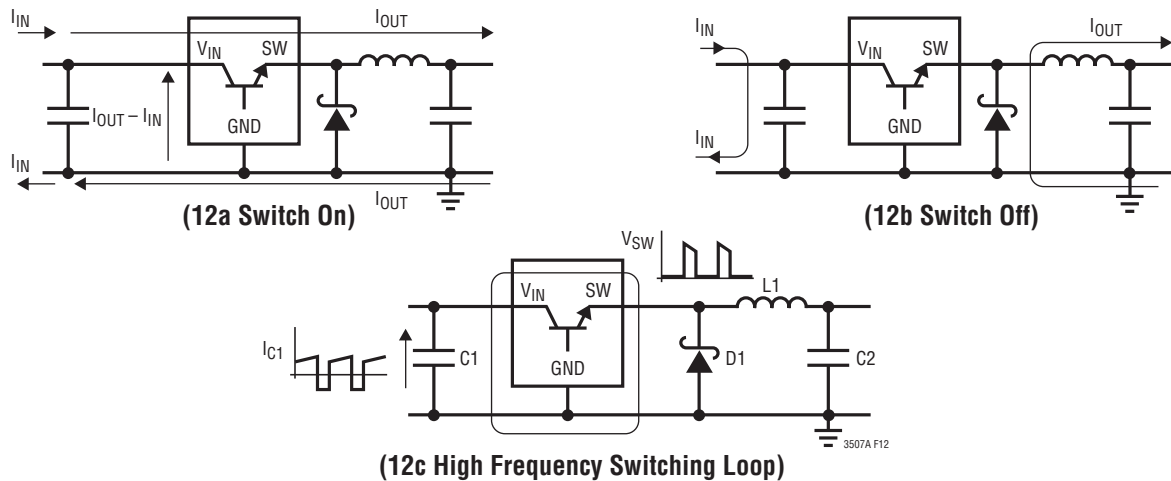 I_IN
I_OUT
V_IN SW
I_OUT – I_IN
GND
I_IN
I_OUT
(12a Switch On)
I_IN
I_OUT
V_IN SW
GND
I_IN
(12b Switch Off)
V_SW
V_IN SW
L1
I_C1
C1
GND
D1
C2
3507A F12
(12c High Frequency Switching Loop)